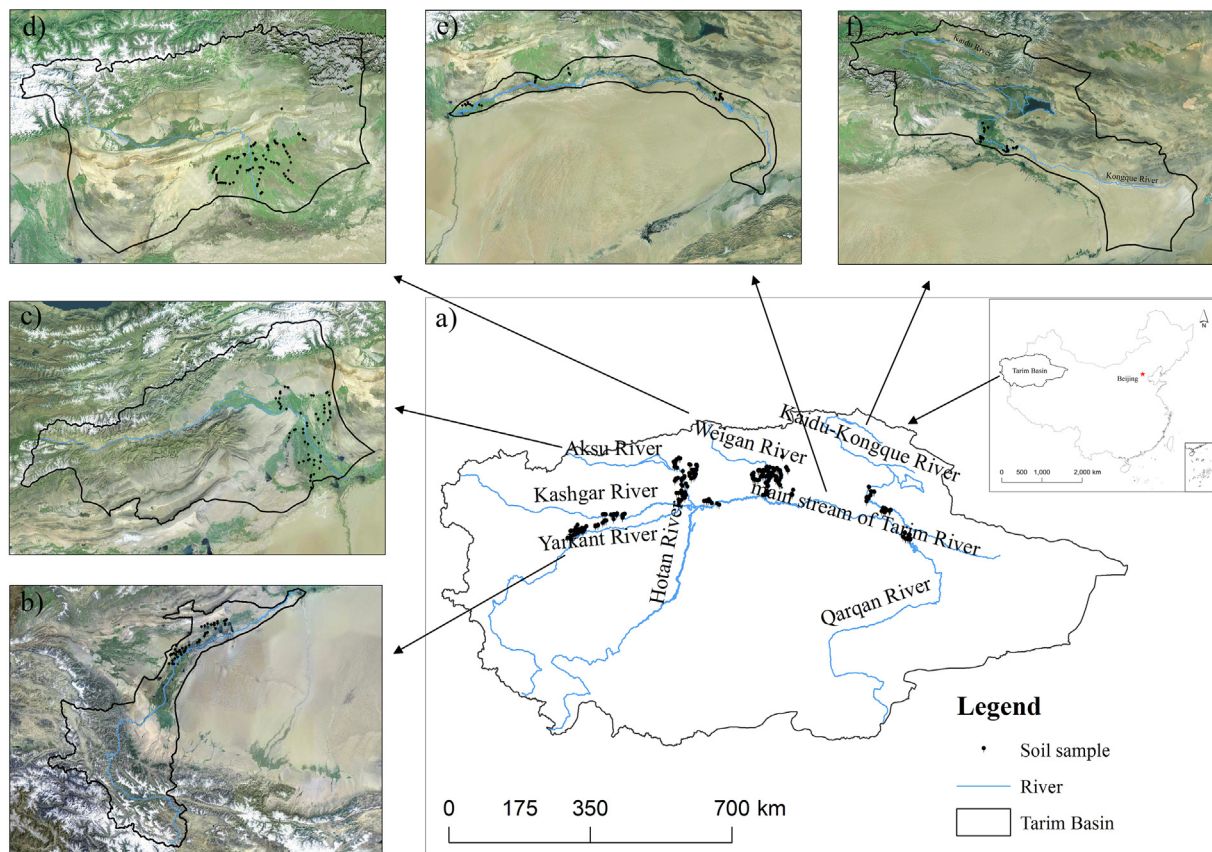 d)
e)
f)
Kaidu River
Kongque River
c)
b)
a)
N
Tarim Basin
Beijing
0 500 1,000 2,000 km
Kaidu-Kongque River
Weigan River
Aksu River
Kashgar River
Yarkant River
Hotan River
main stream of Tarim River
Qarqan River
Legend
Soil sample
River
Tarim Basin
0 175 350 700 km